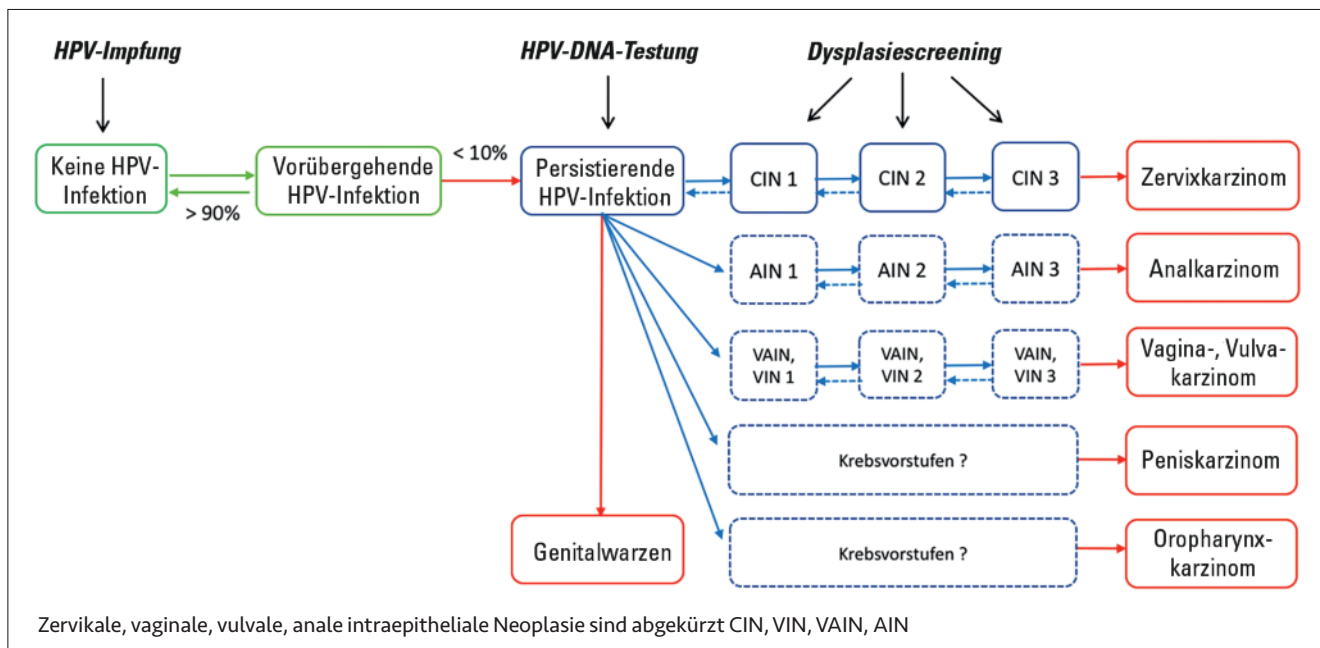 HPV-Impfung
HPV-DNA-Testung
Dysplasiescreening
Keine HPV-
Infektion
> 90%
Vorübergehende
HPV-Infektion
< 10%
Persistierende
HPV-Infektion
CIN 1
CIN 2
CIN 3
Zervixkarzinom
AIN 1
AIN 2
AIN 3
Analkarzinom
VAIN,
VIN 1
VAIN,
VIN 2
VAIN,
VIN 3
Vagina-, Vulva-
karzinom
Krebsvorstufen ?
Peniskarzinom
Genitalwarzen
Krebsvorstufen ?
Oropharynx-
karzinom
Zervikale, vaginale, vulvale, anale intraepitheliale Neoplasie sind abgekürzt CIN, VIN, VAIN, AIN